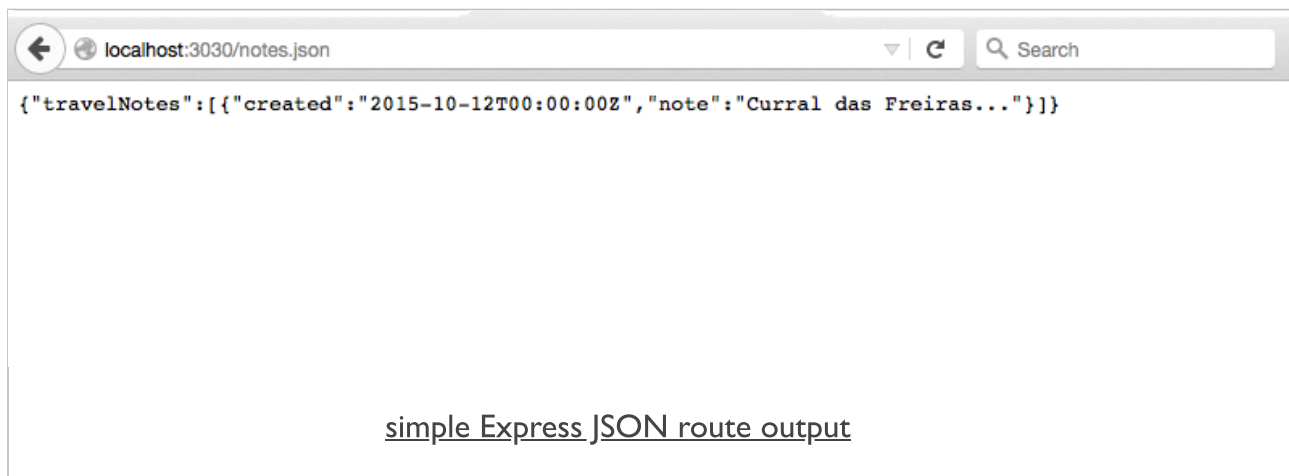 localhost:3030/notes.json
Search
{"travelNotes":[{"created":"2015-10-12T00:00:00Z","note":"Curral das Freiras..."}]}
simple Express JSON route output